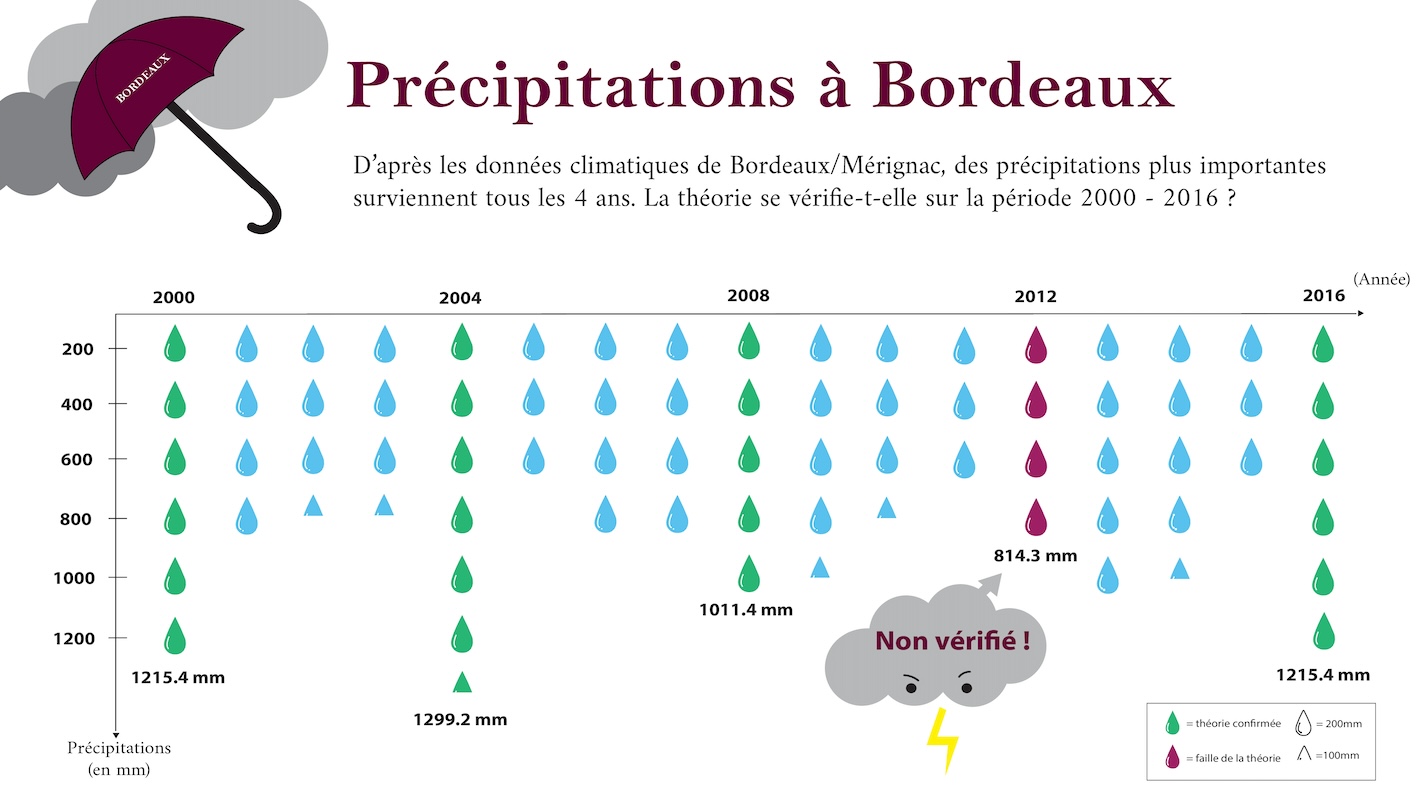 BORDEAUX
Précipitations à Bordeaux
D'après les données climatiques de Bordeaux/Mérignac, des précipitations plus importantes
surviennent tous les 4 ans. La théorie se vérifie-t-elle sur la période 2000 - 2016 ?
(Année)
2000 2004 2008 2012 2016
200
400
600
800
814.3 mm
1000
1011.4 mm
1200
Non vérifié !
1215.4 mm
1215.4 mm
1299.2 mm
Précipitations
(en mm)
= théorie confirmée = 200mm
= faille de la théorie =100mm